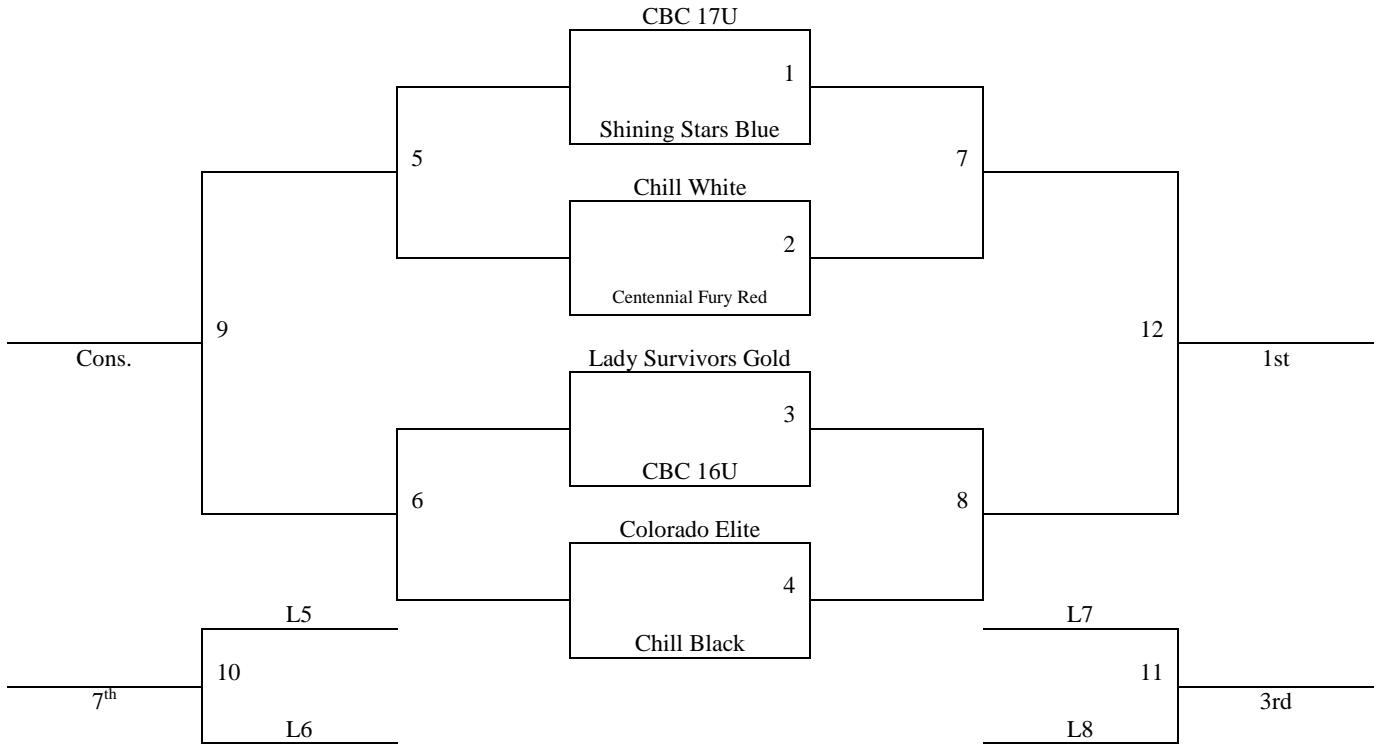 CBC 17U
1
Shining Stars Blue
5
7
Chill White
2
Centennial Fury Red
9
12
Cons.
1st
Lady Survivors Gold
3
CBC 16U
6
8
Colorado Elite
4
Chill Black
L5
L7
10
11
7th
3rd
L6
L8